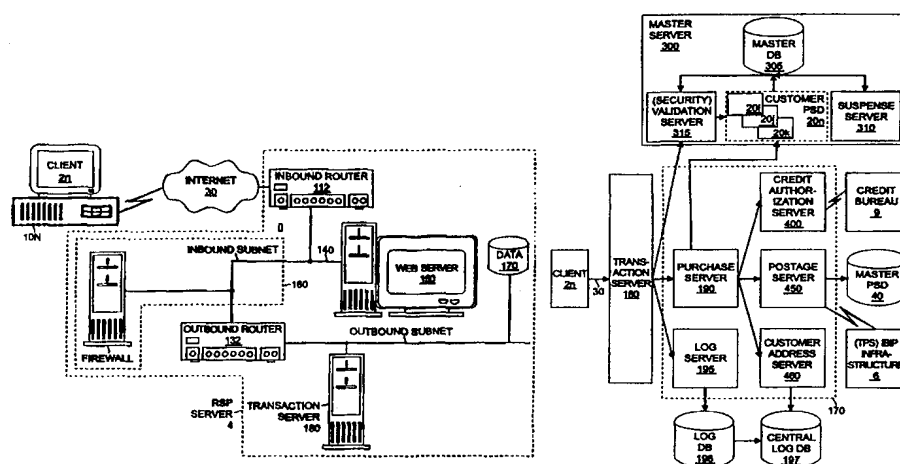 CLIENT
2n
10N
INTERNET
30
INBOUND ROUTER
112
0
INBOUND SUBNET
140
160
WEB SERVER
DATA
170
FIREWALL
OUTBOUND ROUTER
132
OUTBOUND SUBNET
RSP
SERVER
4
TRANSACTION
SERVER
180
MASTER
SERVER
300
MASTER
DB
305
(SECURITY)
VALIDATION
SERVER
315
CUSTOMER
PSD
20n
20i
20j
20k
SUSPENSE
SERVER
310
CREDIT
AUTHOR-
IZATION
SERVER
400
CREDIT
BUREAU
9
CLIENT
2n
30
TRANS-
ACTION
SERVER
180
PURCHASE
SERVER
190
POSTAGE
SERVER
450
MASTER
PSD
40
LOG
SERVER
195
CUSTOMER
ADDRESS
SERVER
460
(TPS) IBIP
INFRA-
STRUCTURE
6
170
LOG
DB
196
CENTRAL
LOG DB
197